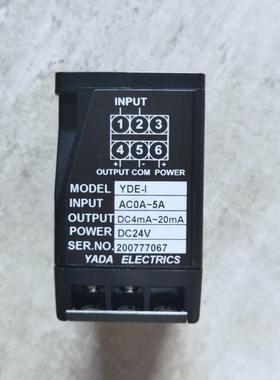 INPUT
1 2 3
4 5 6
+ - +
OUTPUT COM POWER
MODEL YDE-I
INPUT AC0A~5A
OUTPUT DC4mA~20mA
POWER DC24V
SER.NO. 200777067
YADA ELECTRICS